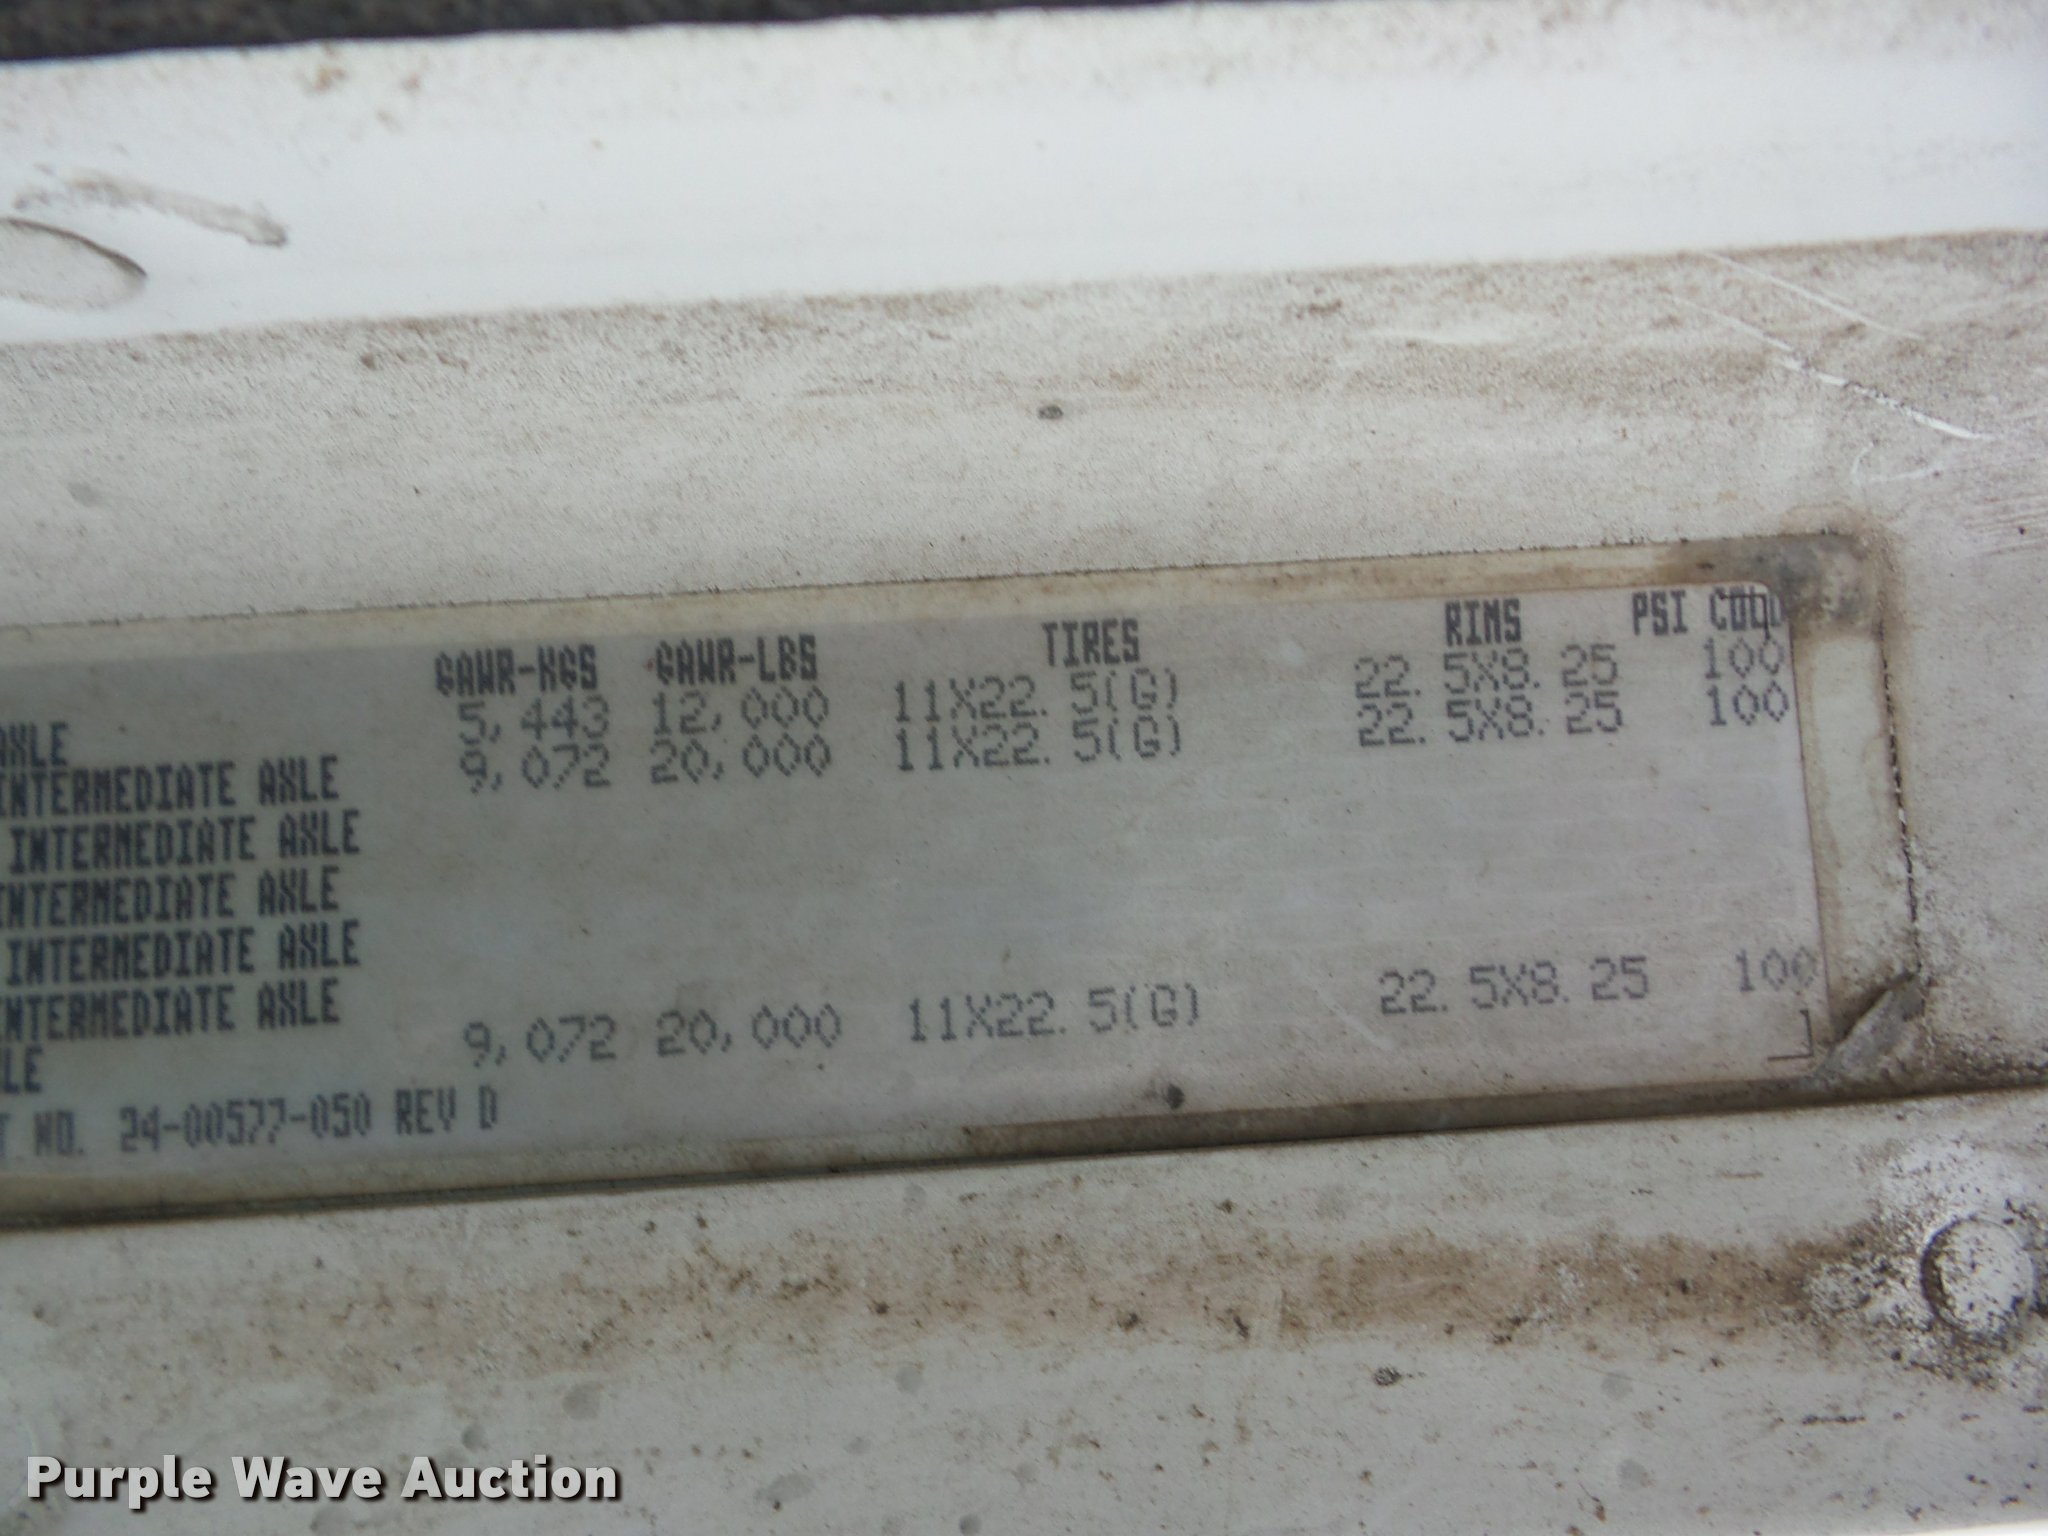 GAWR-KGS GAWR-LBS TIRES RIMS PSI COLD
AXLE 5,443 12,000 11X22.5(G) 22.5X8.25 100
INTERMEDIATE AXLE 9,072 20,000 11X22.5(G) 22.5X8.25 100
INTERMEDIATE AXLE
INTERMEDIATE AXLE
INTERMEDIATE AXLE
INTERMEDIATE AXLE
LE 9,072 20,000 11X22.5(G) 22.5X8.25 100
T NO. 24-00577-050 REV D
Purple Wave Auction